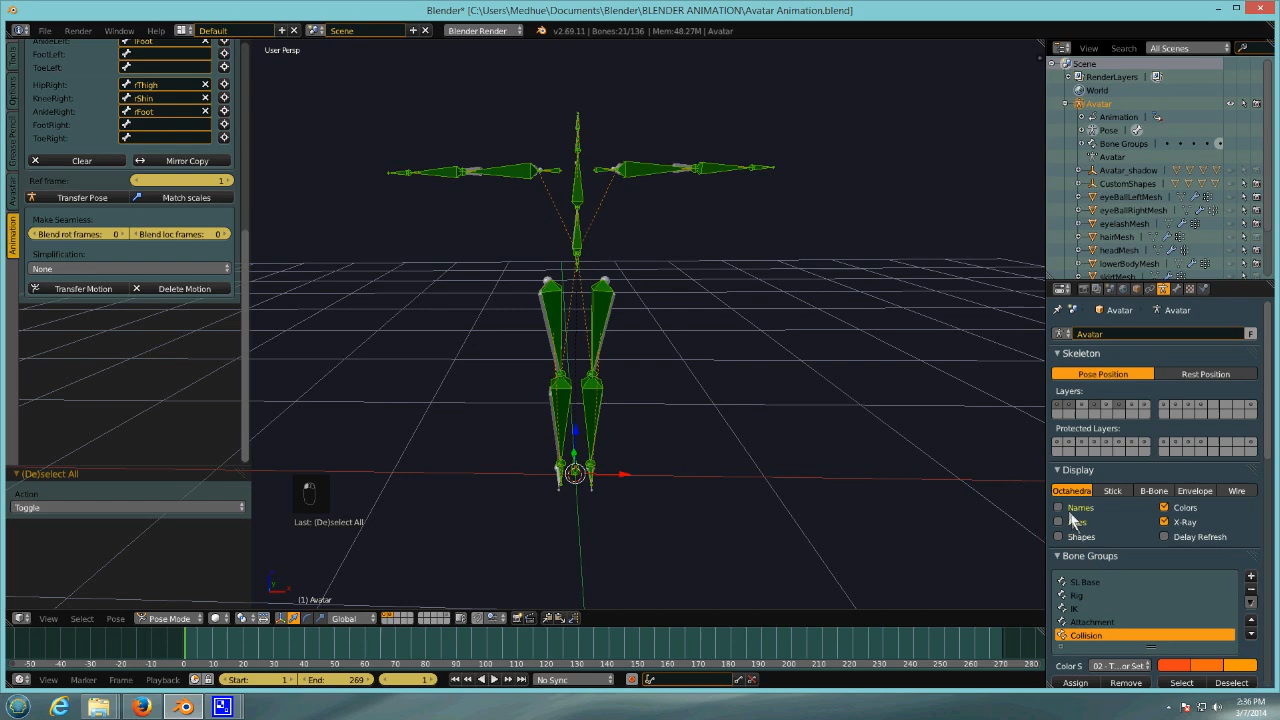 Blender* [C:\Users\Medhue\Documents\Blender\BLENDER ANIMATION\Avatar Animation.blend]
File Render Window Help Default Scene Blender Render v2.69.11 | Bones:21/136 | Mem:48.27M | Avatar
View Search All Scenes
Tools
Options
Grease Pencil
Avastar
Animation
AnkleLeft: lFoot
FootLeft:
ToeLeft:
HipRight: rThigh
KneeRight: rShin
AnkleRight: rFoot
FootRight:
ToeRight:
Clear Mirror Copy
Ref frame: 1
Transfer Pose Match scales
Make Seamless:
Blend rot frames: 0 Blend loc frames: 0
Simplification:
None
Transfer Motion Delete Motion
(De)select All
Action
Toggle
User Persp
Last: (De)select All
(1) Avatar
Scene
RenderLayers
World
Avatar
Animation
Pose
Bone Groups
Avatar
Avatar_shadow
CustomShapes
eyeBallLeftMesh
eyeBallRightMesh
eyelashMesh
hairMesh
headMesh
lowerBodyMesh
skirtMesh
Avatar Avatar
Avatar F
Skeleton
Pose Position Rest Position
Layers:
Protected Layers:
Display
Octahedra Stick B-Bone Envelope Wire
Names Colors
X-Ray
Shapes Delay Refresh
Bone Groups
SL Base
Rig
IK
Attachment
Collision
Color S 02 - T...or Set
Assign Remove Select Deselect
View Select Pose Pose Mode Global
-50 -40 -30 -20 -10 0 10 20 30 40 50 60 70 80 90 100 110 120 130 140 150 160 170 180 190 200 210 220 230 240 250 260 270 280
View Marker Frame Playback Start: 1 End: 269 1 No Sync
2:36 PM
3/7/2014